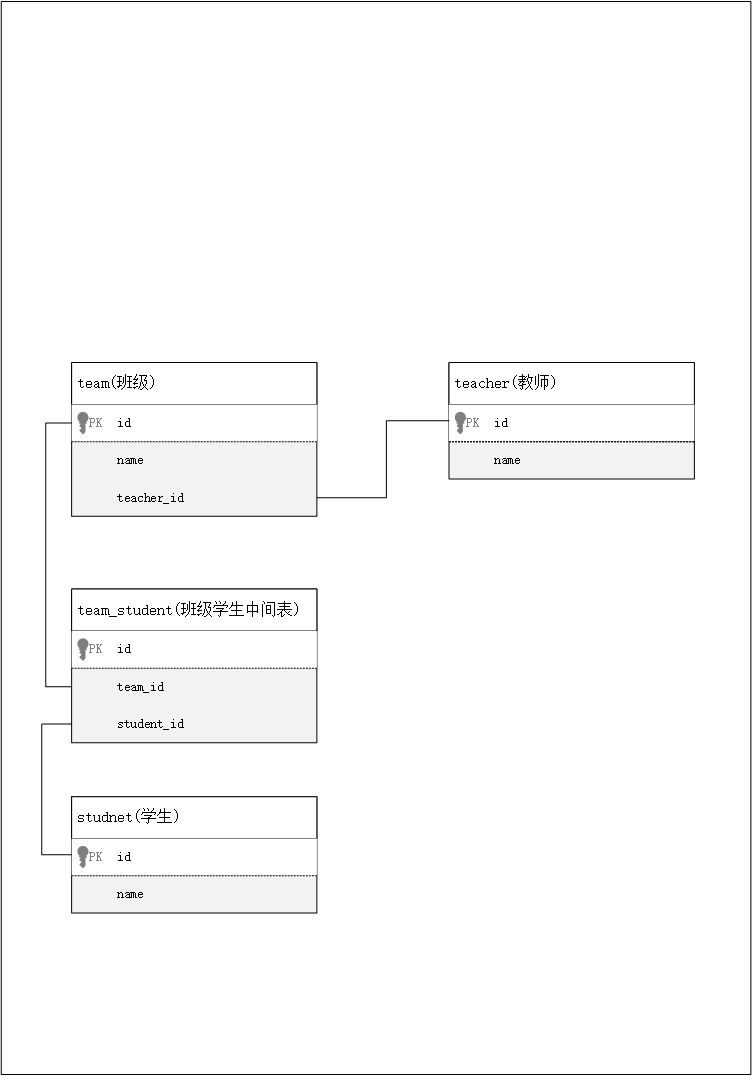 team(班级)
PK id
name
teacher_id
teacher(教师)
PK id
name
team_student(班级学生中间表)
PK id
team_id
student_id
studnet(学生)
PK id
name